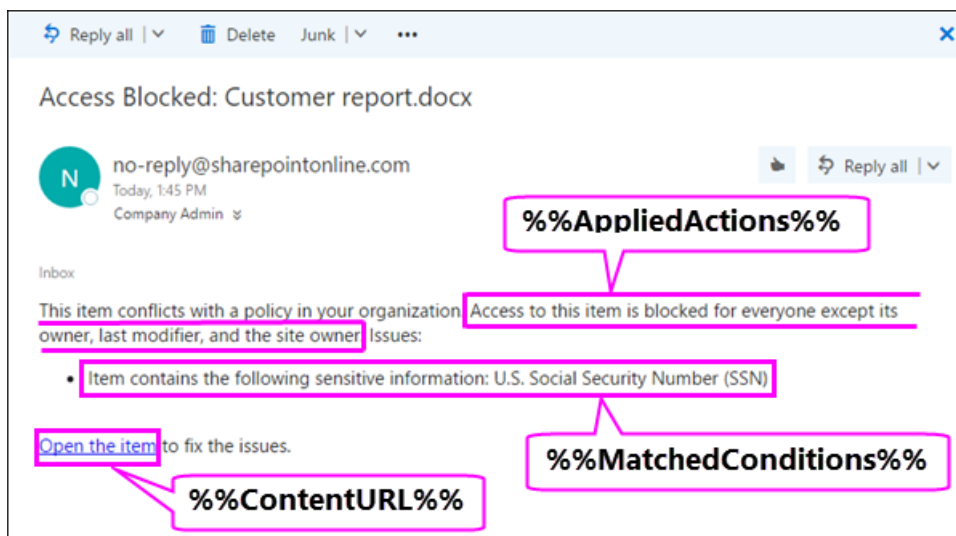 Reply all | Delete Junk | •••
Access Blocked: Customer report.docx
N
no-reply@sharepointonline.com
Today, 1:45 PM
Reply all |
Company Admin
%%AppliedActions%%
Inbox
This item conflicts with a policy in your organization. Access to this item is blocked for everyone except its
owner, last modifier, and the site owner. Issues:
• Item contains the following sensitive information: U.S. Social Security Number (SSN)
Open the item to fix the issues.
%%MatchedConditions%%
%%ContentURL%%